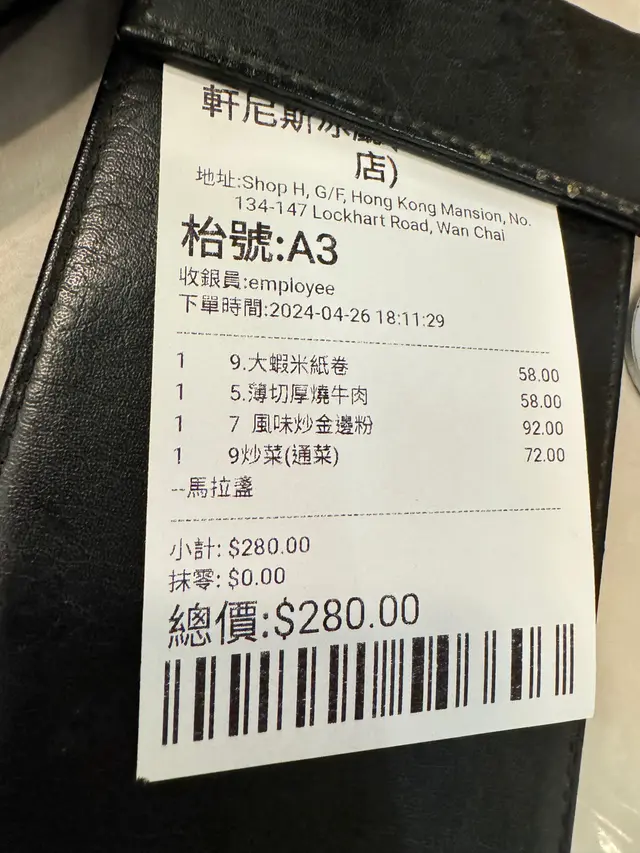 軒尼斯冰
店)
地址:Shop H, G/F, Hong Kong Mansion, No.
134-147 Lockhart Road, Wan Chai
枱號:A3
收銀員:employee
下單時間:2024-04-26 18:11:29
1 9.大蝦米紙卷 58.00
1 5.薄切厚燒牛肉 58.00
1 7 風味炒金邊粉 92.00
1 9炒菜(通菜) 72.00
--馬拉盞
小計: $280.00
抹零: $0.00
總價:$280.00